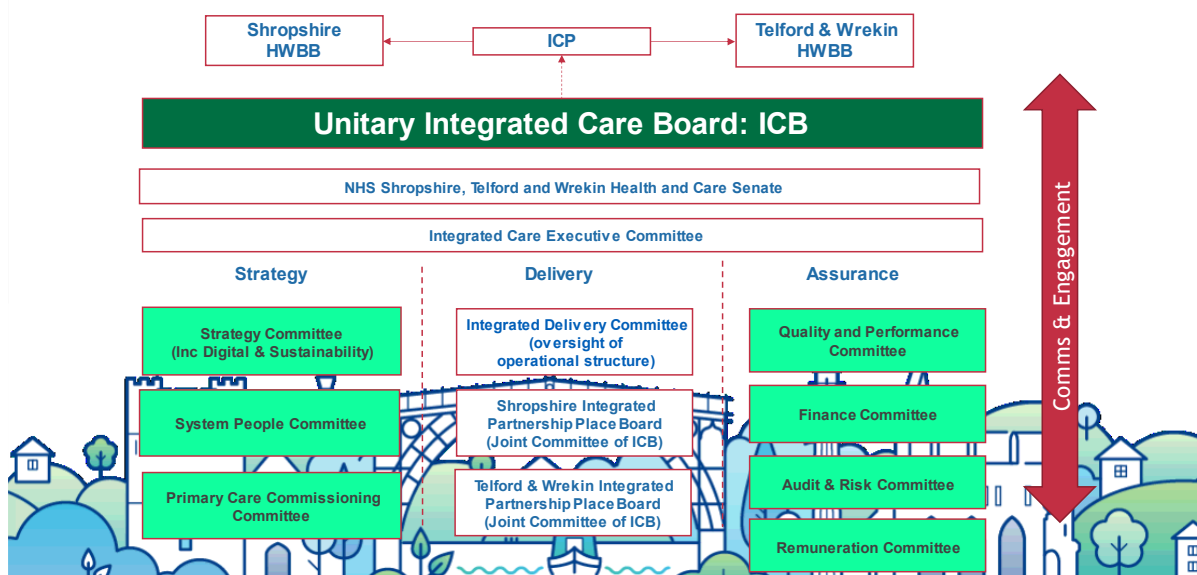 Shropshire
HWBB
ICP
Telford & Wrekin
HWBB
Unitary Integrated Care Board: ICB
NHS Shropshire, Telford and Wrekin Health and Care Senate
Integrated Care Executive Committee
Strategy
Delivery
Assurance
Strategy Committee
(Inc Digital & Sustainability)
System People Committee
Primary Care Commissioning
Committee
Integrated Delivery Committee
(oversight of
operational structure)
Shropshire Integrated
Partnership Place Board
(Joint Committee of ICB)
Telford & Wrekin Integrated
Partnership Place Board
(Joint Committee of ICB)
Quality and Performance
Committee
Finance Committee
Audit & Risk Committee
Remuneration Committee
Comms & Engagement